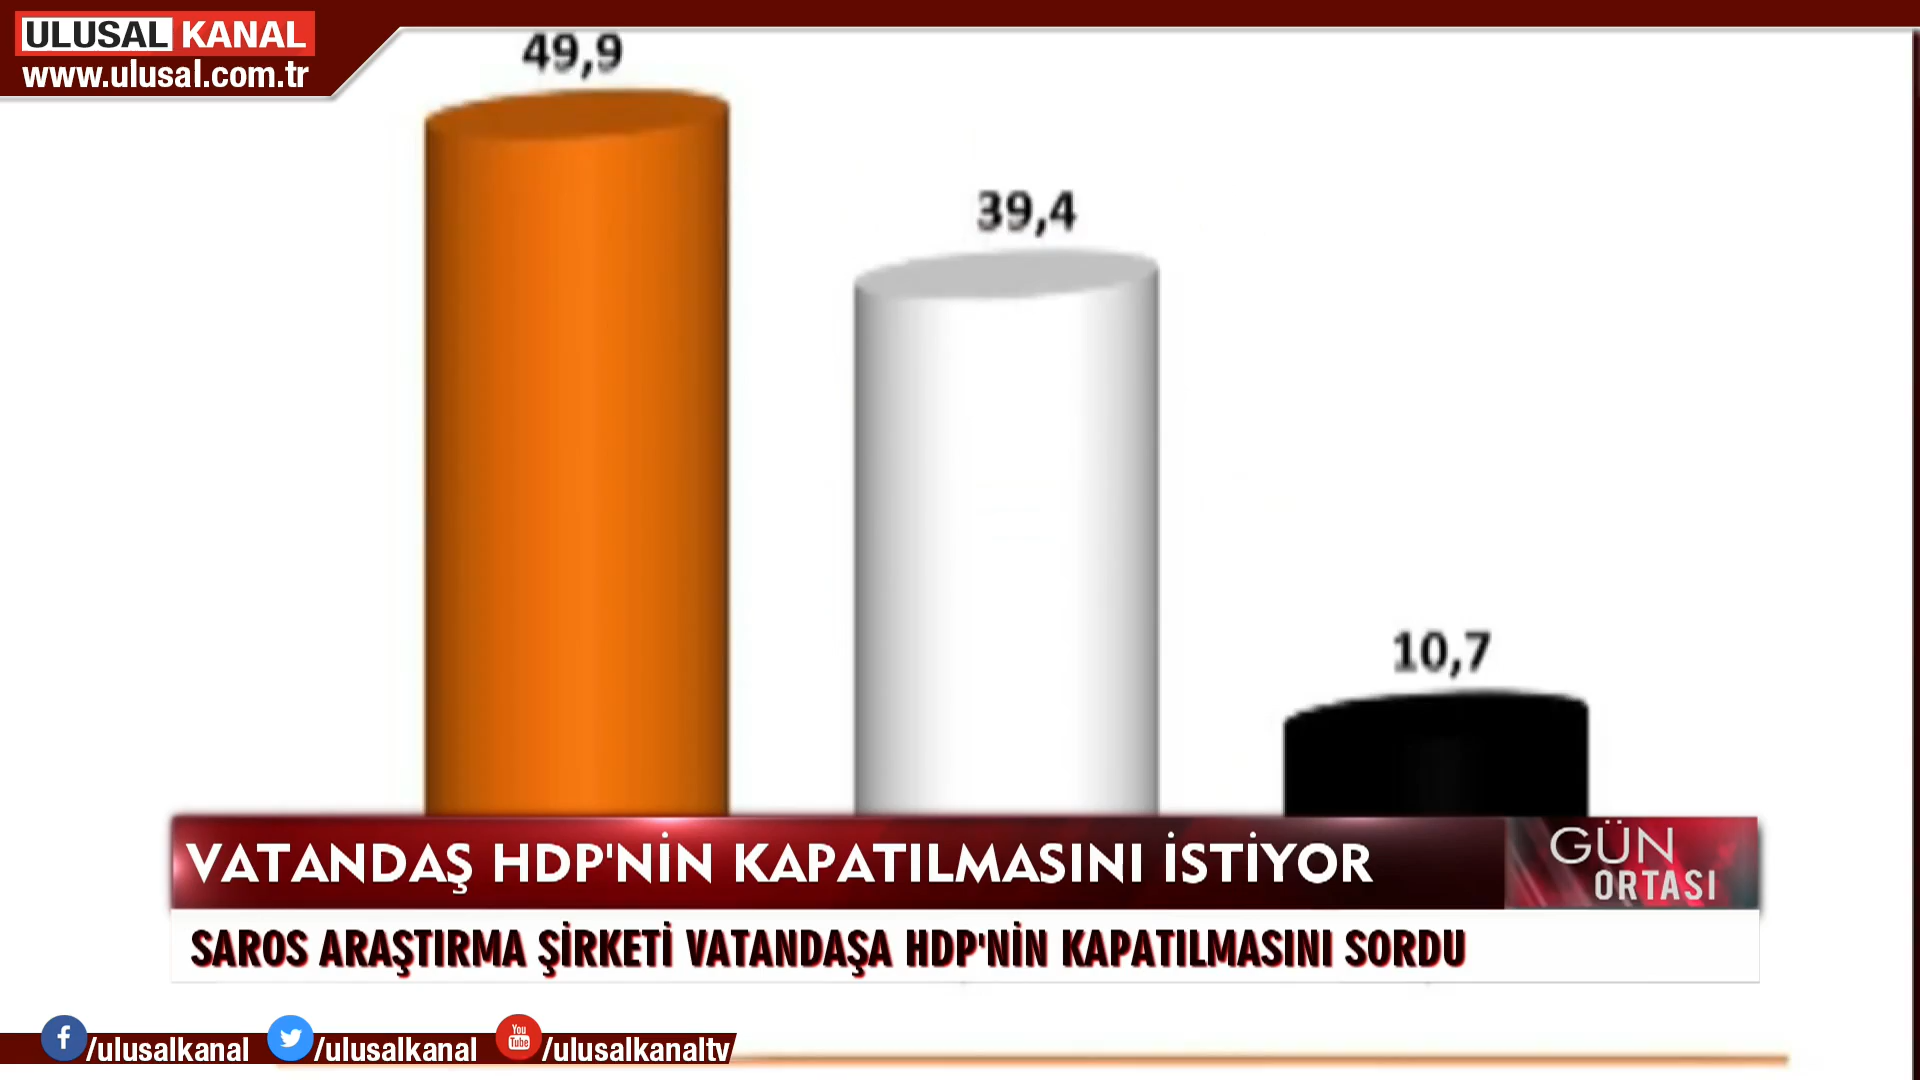 ULUSAL KANAL
www.ulusal.com.tr
49,9
39,4
10,7
VATANDAŞ HDP'NİN KAPATILMASINI İSTİYOR
GÜN
ORTASI
SAROS ARAŞTIRMA ŞİRKETİ VATANDAŞA HDP'NİN KAPATILMASINI SORDU
f /ulusalkanal /ulusalkanal You Tube /ulusalkanaltv